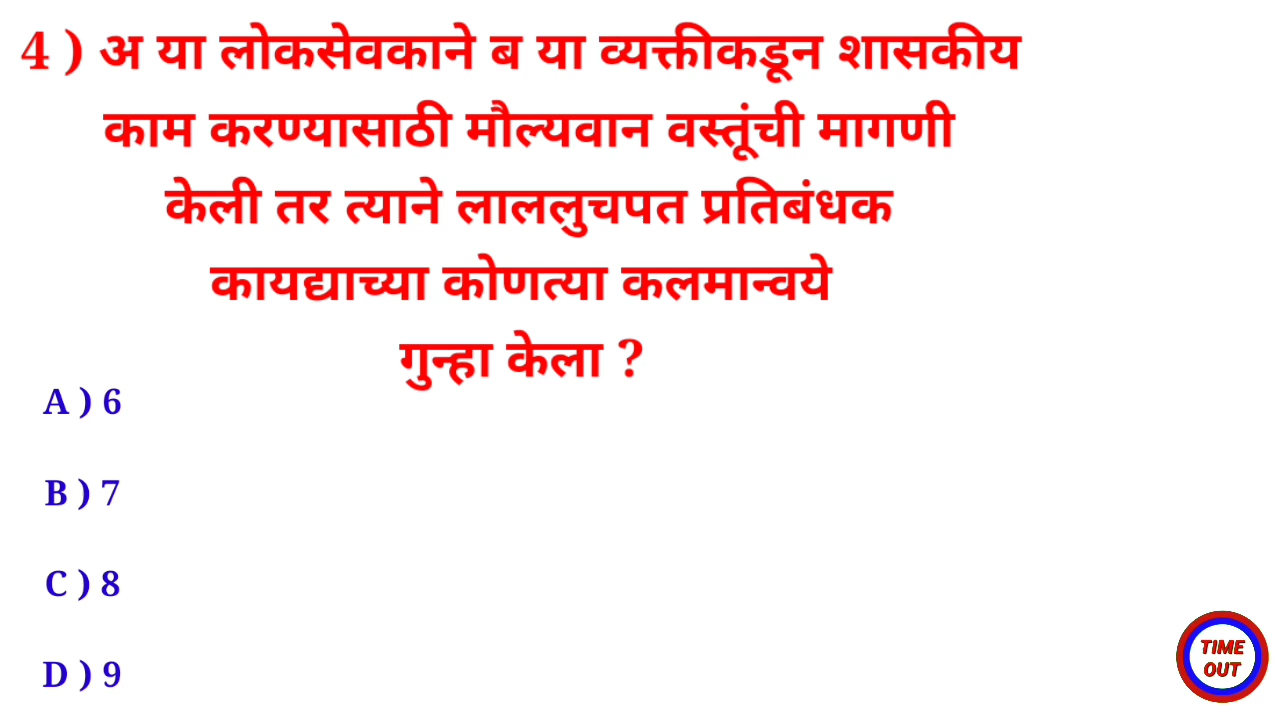 4 ) अ या लोकसेवकाने ब या व्यक्तीकडून शासकीय
काम करण्यासाठी मौल्यवान वस्तूंची मागणी
केली तर त्याने लाललुचपत प्रतिबंधक
कायद्याच्या कोणत्या कलमान्वये
गुन्हा केला ?
A ) 6
B ) 7
C ) 8
D ) 9
TIME
OUT